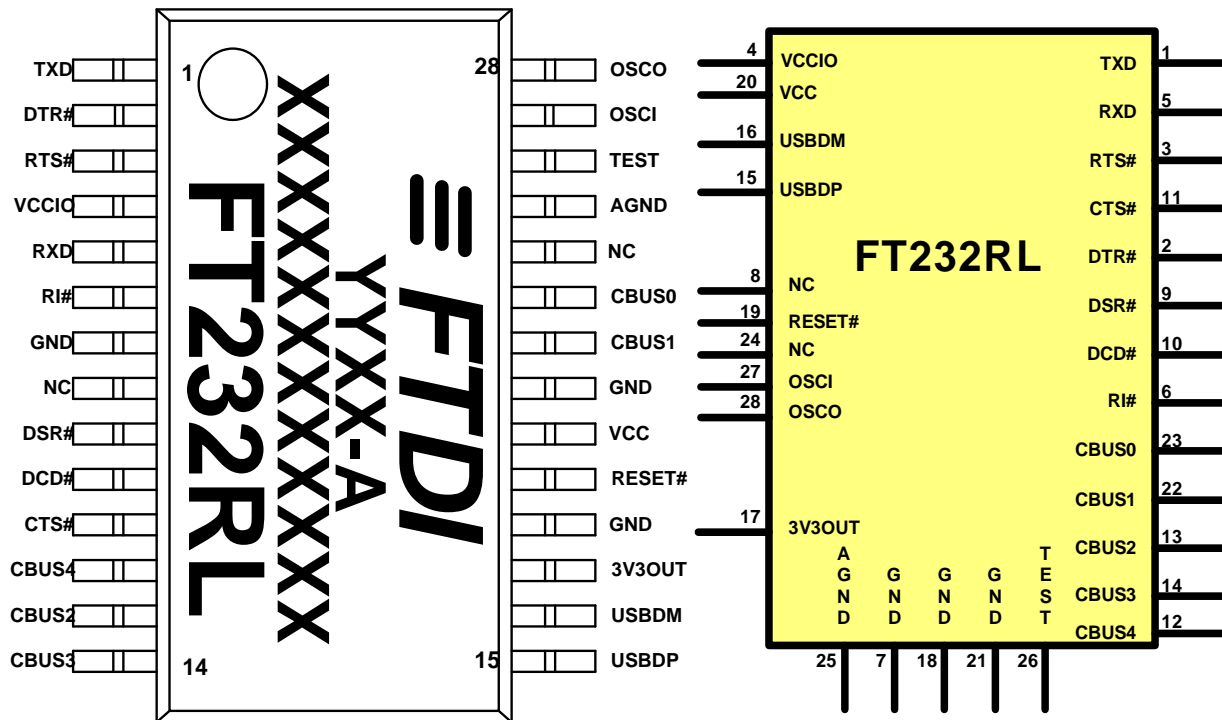 TXD
DTR#
RTS#
VCCIO
RXD
RI#
GND
NC
DSR#
DCD#
CTS#
CBUS4
CBUS2
CBUS3
1
14
28
15
FT232RL
XXXXXXXXXXXX
YYXX-A
FTDI
OSCO
OSCI
TEST
AGND
NC
CBUS0
CBUS1
GND
VCC
RESET#
GND
3V3OUT
USBDM
USBDP
4 VCCIO
20 VCC
16 USBDM
15 USBDP
8 NC
19 RESET#
24 NC
27 OSCI
28 OSCO
17 3V3OUT
FT232RL
TXD 1
RXD 5
RTS# 3
CTS# 11
DTR# 2
DSR# 9
DCD# 10
RI# 6
CBUS0 23
CBUS1 22
CBUS2 13
CBUS3 14
CBUS4 12
AGND
GND
GND
GND
TEST
25
7
18
21
26